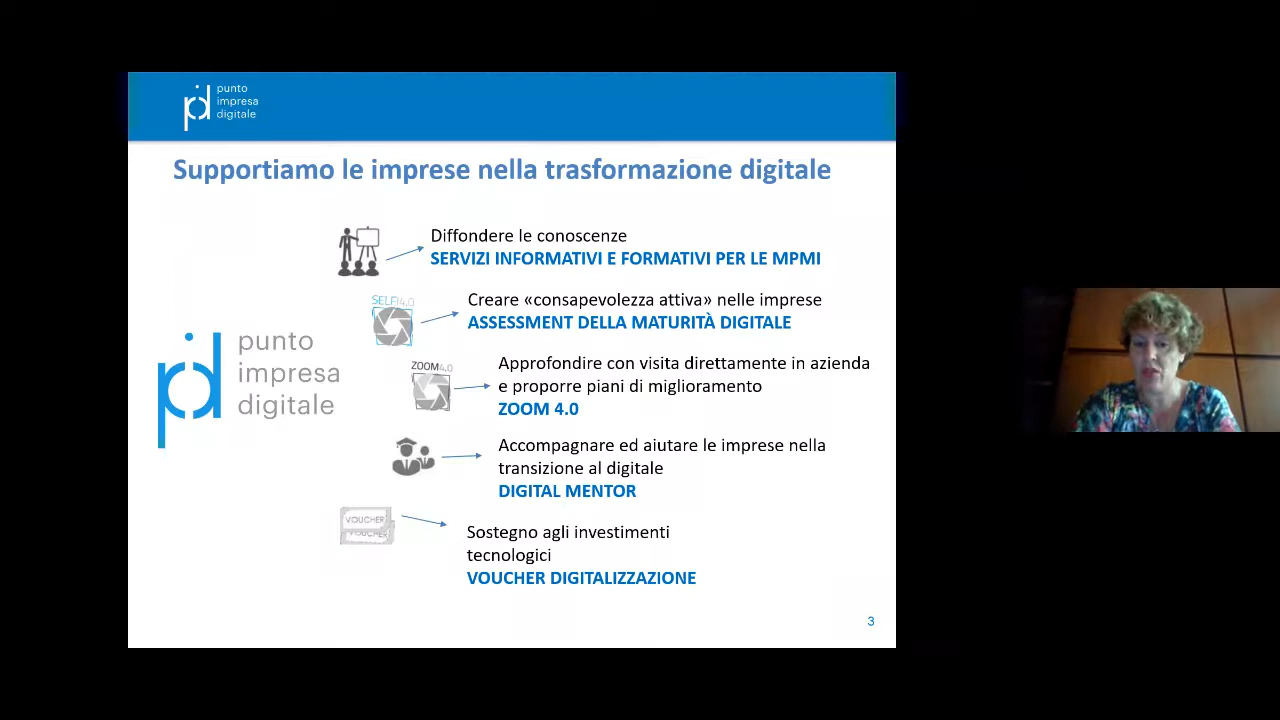 punto
impresa
digitale
Supportiamo le imprese nella trasformazione digitale
Diffondere le conoscenze
SERVIZI INFORMATIVI E FORMATIVI PER LE MPMI
SELFI4.0
Creare «consapevolezza attiva» nelle imprese
ASSESSMENT DELLA MATURITÀ DIGITALE
punto
impresa
digitale
ZOOM4.0
Approfondire con visita direttamente in azienda
e proporre piani di miglioramento
ZOOM 4.0
Accompagnare ed aiutare le imprese nella
transizione al digitale
DIGITAL MENTOR
VOUCHER
VOUCHER
Sostegno agli investimenti
tecnologici
VOUCHER DIGITALIZZAZIONE
3